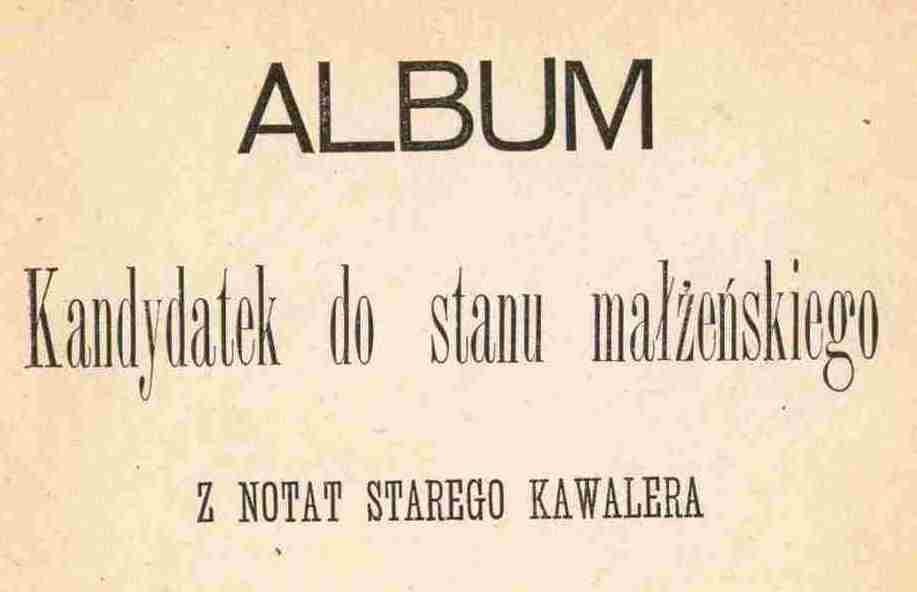 ALBUM
Kandydatek do stanu małżeńskiego
Z NOTAT STAREGO KAWALERA